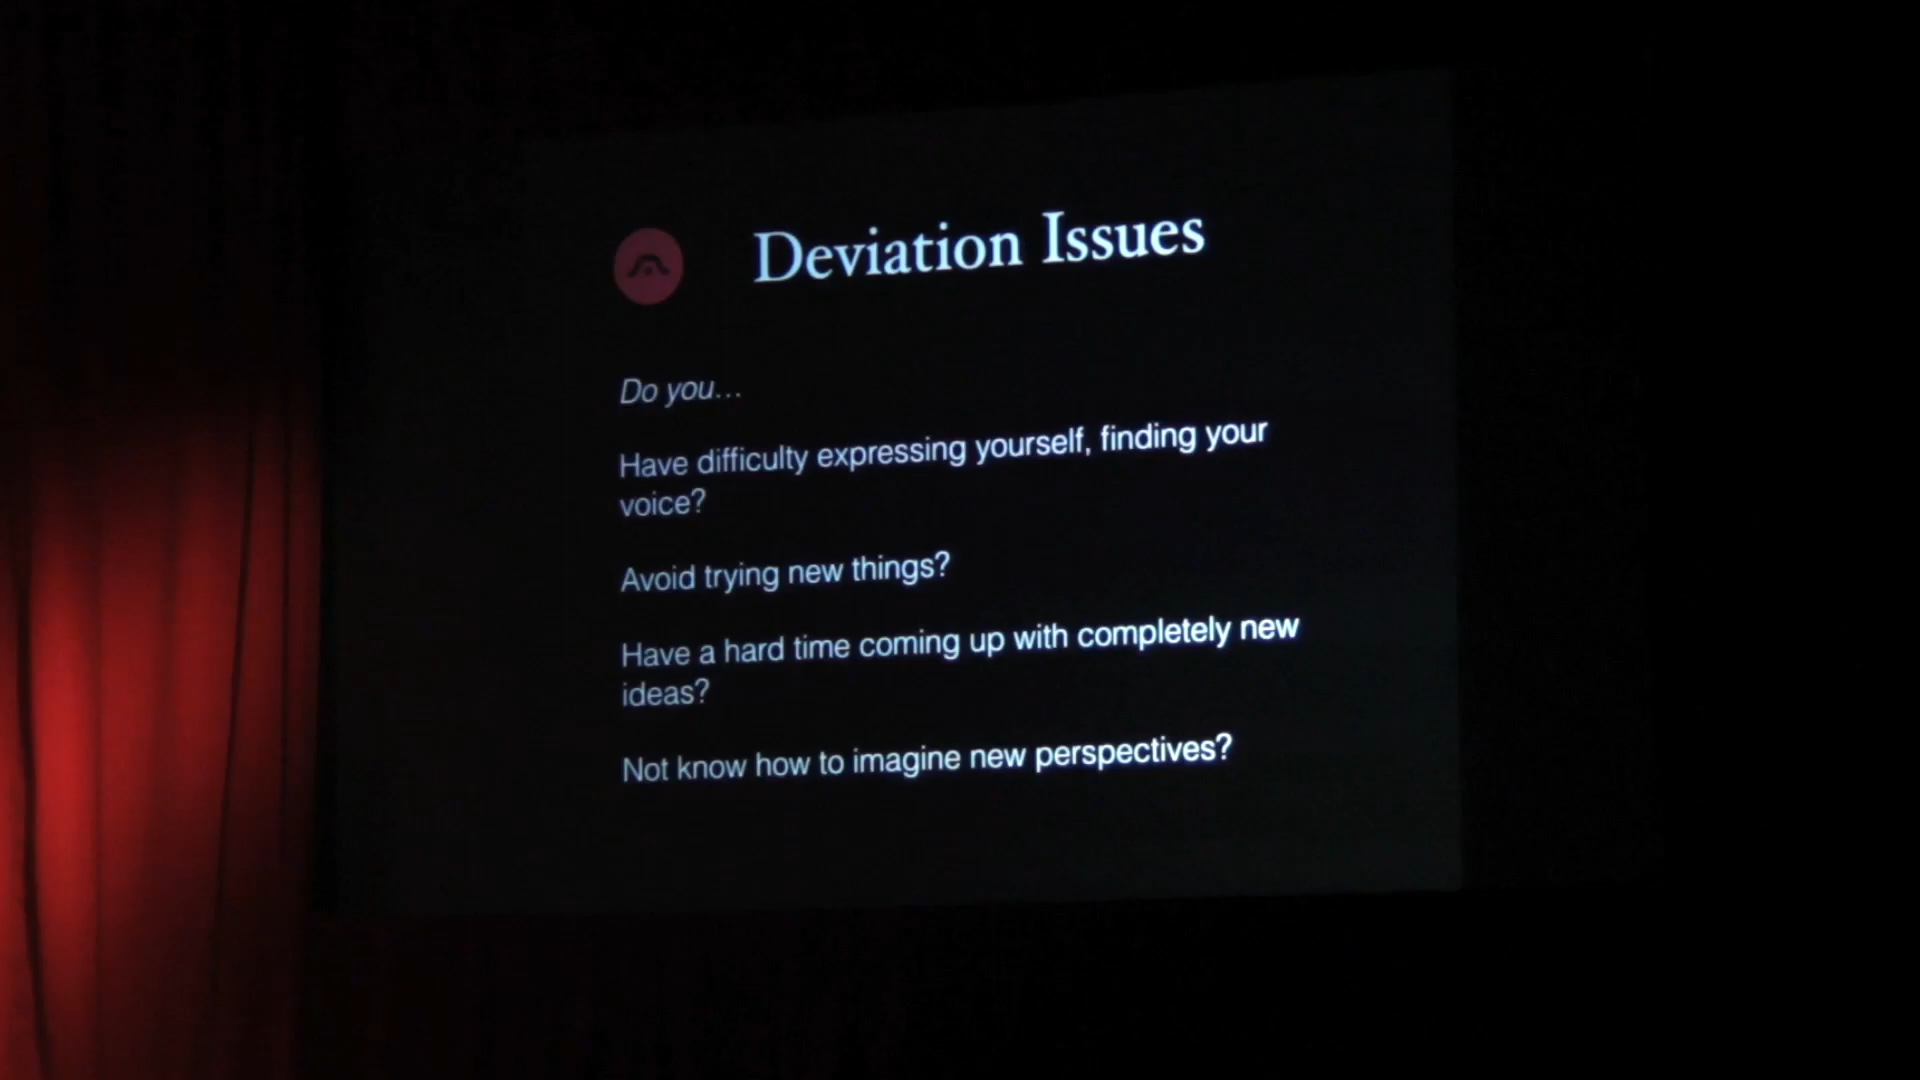 Deviation Issues
Do you...
Have difficulty expressing yourself, finding your
voice?
Avoid trying new things?
Have a hard time coming up with completely new
ideas?
Not know how to imagine new perspectives?